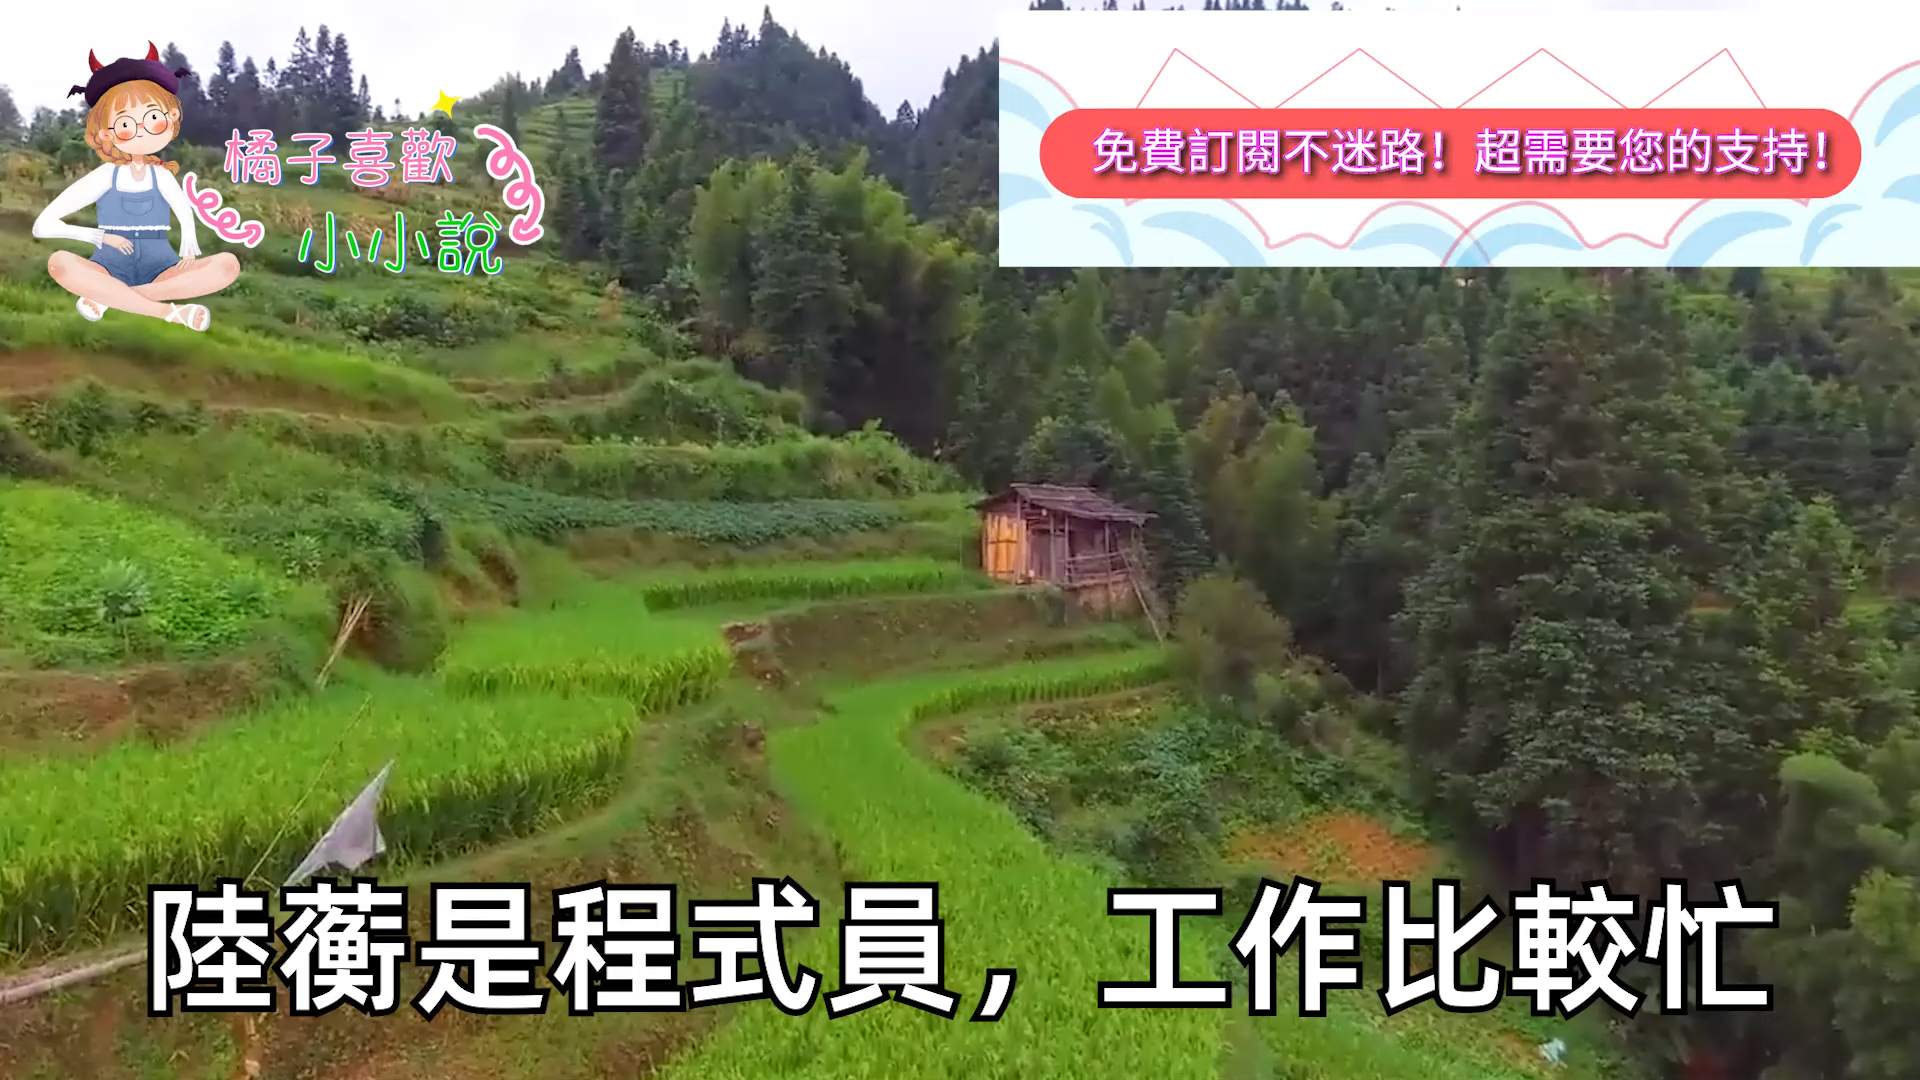 橘子喜歡
小小說
免費訂閱不迷路！超需要您的支持！
陸蘅是程式員，工作比較忙